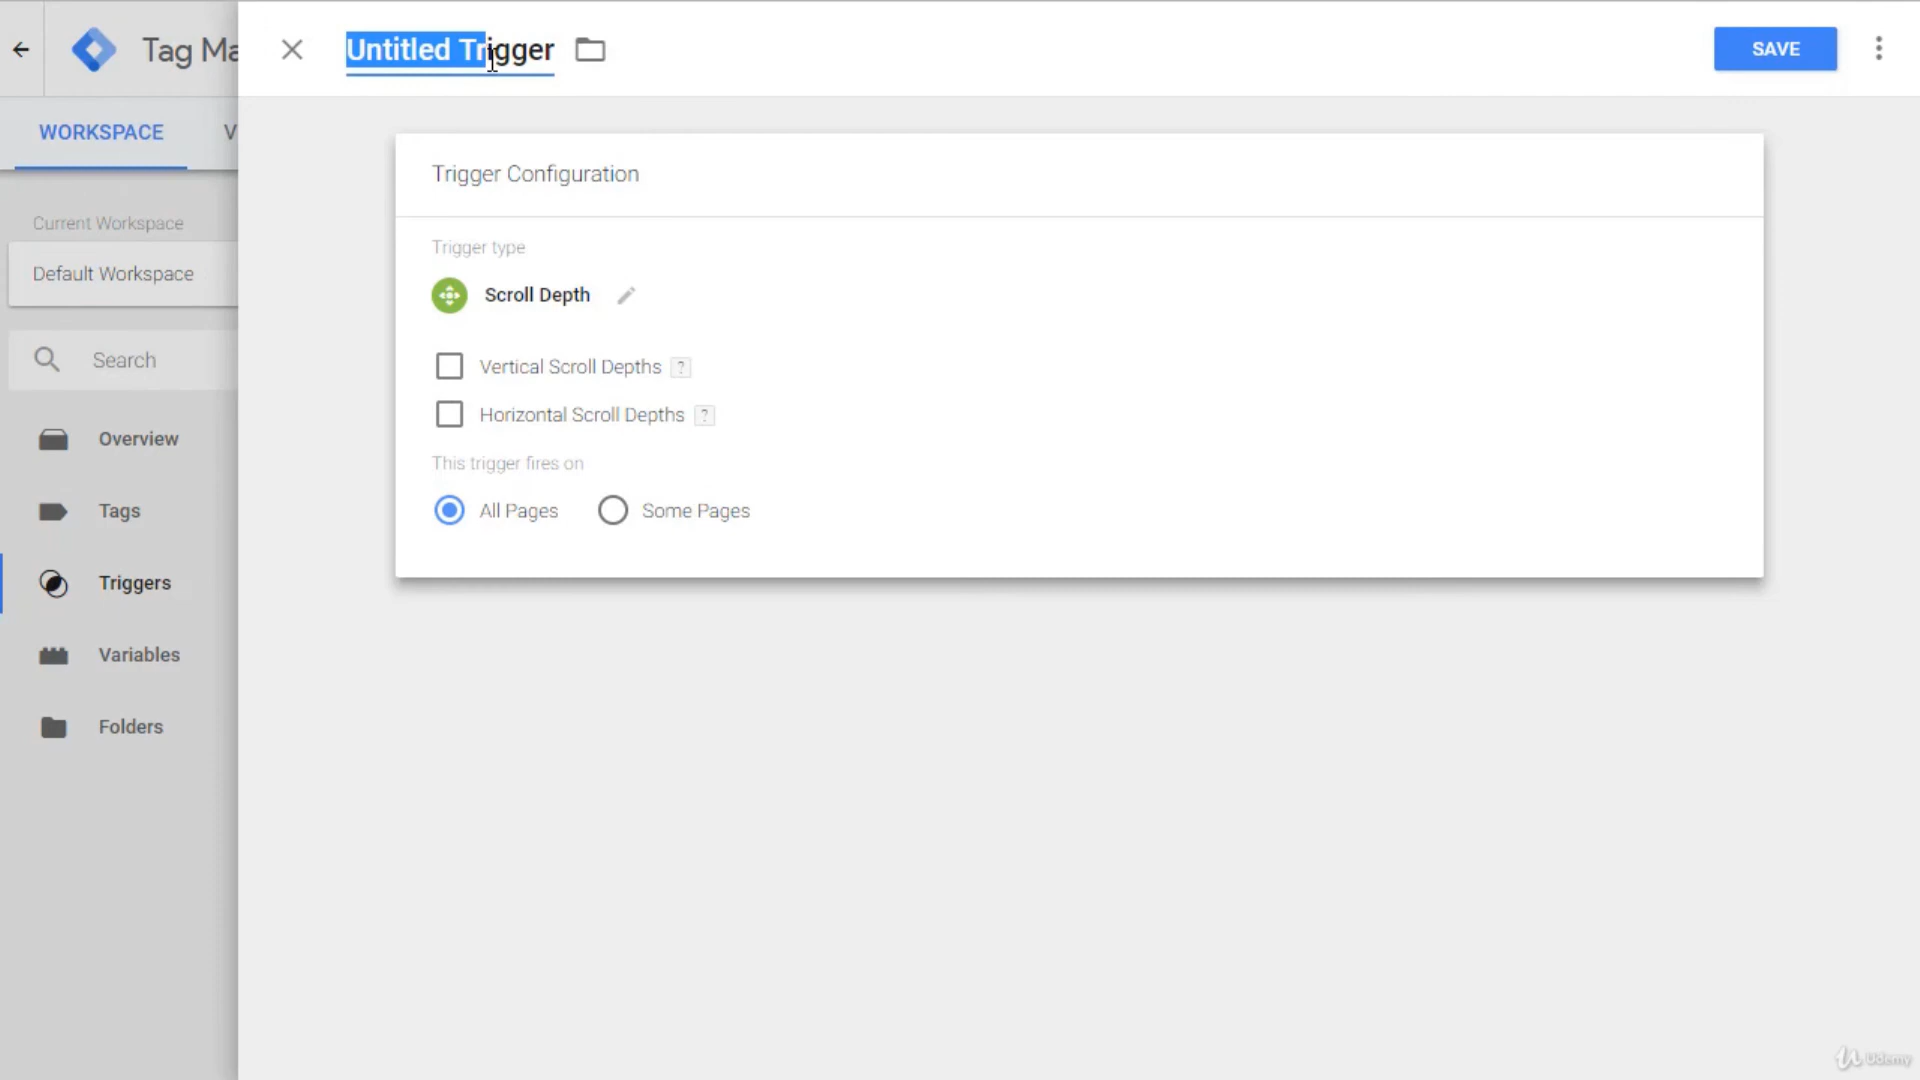 Tag Ma
Untitled Trigger
SAVE
WORKSPACE
V
Trigger Configuration
Current Workspace
Default Workspace
Trigger type
Scroll Depth
Search
Vertical Scroll Depths ?
Horizontal Scroll Depths ?
Overview
This trigger fires on
Tags
All Pages
Some Pages
Triggers
Variables
Folders
Udemy